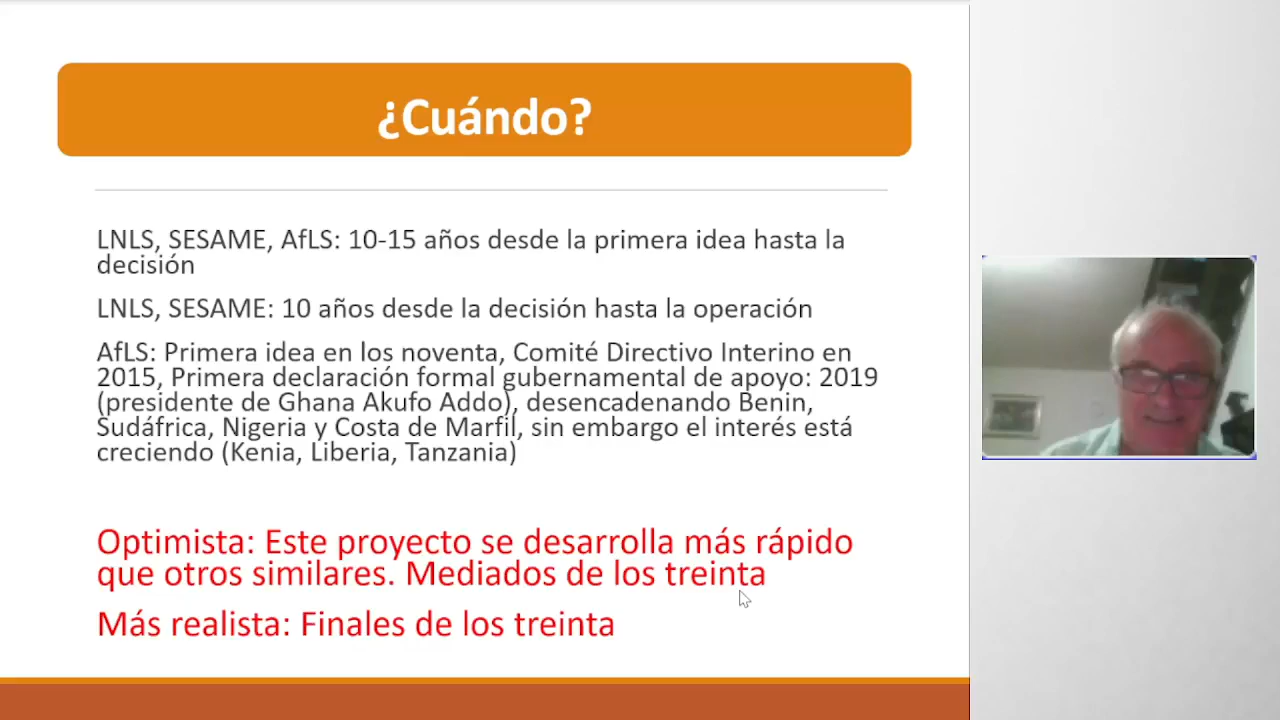 ¿Cuándo?
LNLS, SESAME, AfLS: 10-15 años desde la primera idea hasta la
decisión
LNLS, SESAME: 10 años desde la decisión hasta la operación
AfLS: Primera idea en los noventa, Comité Directivo Interino en
2015, Primera declaración formal gubernamental de apoyo: 2019
(presidente de Ghana Akufo Addo), desencadenando Benin,
Sudáfrica, Nigeria y Costa de Marfil, sin embargo el interés está
creciendo (Kenia, Liberia, Tanzania)
Optimista: Este proyecto se desarrolla más rápido
que otros similares. Mediados de los treinta
Más realista: Finales de los treinta